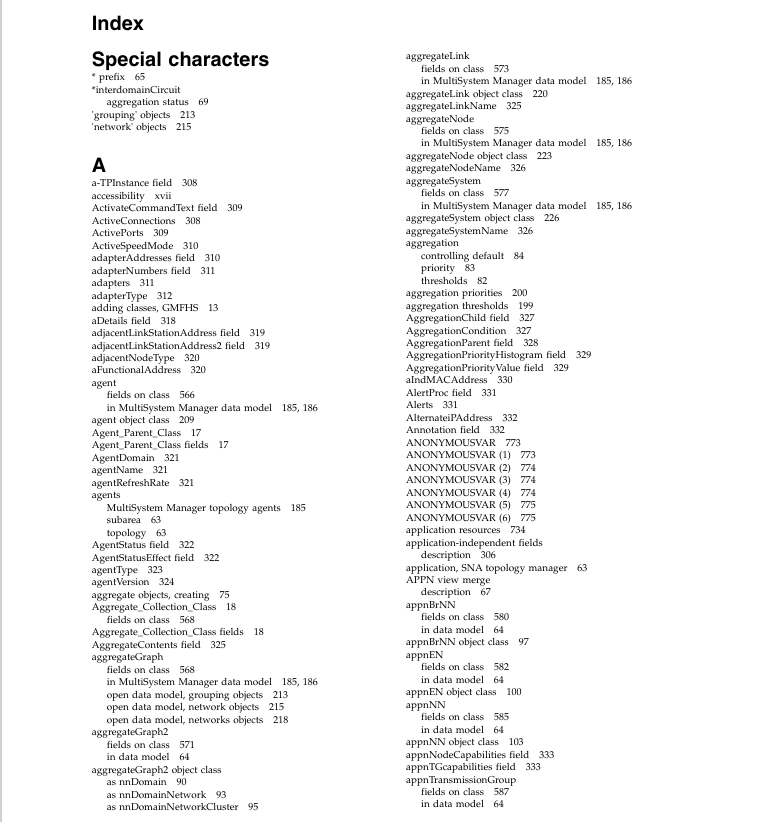 Index
Special characters
* prefix 65
*interdomainCircuit
aggregation status 69
'grouping' objects 213
'network' objects 215
A
a-TPInstance field 308
accessibility xvii
ActivateCommandText field 309
ActiveConnections 308
ActivePorts 309
ActiveSpeedMode 310
adapterAddresses field 310
adapterNumbers field 311
adapters 311
adapterType 312
adding classes, GMFHS 13
aDetails field 318
adjacentLinkStationAddress field 319
adjacentLinkStationAddress2 field 319
adjacentNodeType 320
aFunctionalAddress 320
agent
fields on class 566
in MultiSystem Manager data model 185, 186
agent object class 209
Agent_Parent_Class 17
Agent_Parent_Class fields 17
AgentDomain 321
agentName 321
agentRefreshRate 321
agents
MultiSystem Manager topology agents 185
subarea 63
topology 63
AgentStatus field 322
AgentStatusEffect field 322
agentType 323
agentVersion 324
aggregate objects, creating 75
Aggregate_Collection_Class 18
fields on class 568
Aggregate_Collection_Class fields 18
AggregateContents field 325
aggregateGraph
fields on class 568
in MultiSystem Manager data model 185, 186
open data model, grouping objects 213
open data model, network objects 215
open data model, networks objects 218
aggregateGraph2
fields on class 571
in data model 64
aggregateGraph2 object class
as nnDomain 90
as nnDomainNetwork 93
as nnDomainNetworkCluster 95
aggregateLink
fields on class 573
in MultiSystem Manager data model 185, 186
aggregateLink object class 220
aggregateLinkName 325
aggregateNode
fields on class 575
in MultiSystem Manager data model 185, 186
aggregateNode object class 223
aggregateNodeName 326
aggregateSystem
fields on class 577
in MultiSystem Manager data model 185, 186
aggregateSystem object class 226
aggregateSystemName 326
aggregation
controlling default 84
priority 83
thresholds 82
aggregation priorities 200
aggregation thresholds 199
AggregationChild field 327
AggregationCondition 327
AggregationParent field 328
AggregationPriorityHistogram field 329
AggregationPriorityValue field 329
aIndMACAddress 330
AlertProc field 331
Alerts 331
AlternateiPAddress 332
Annotation field 332
ANONYMOUSVAR 773
ANONYMOUSVAR (1) 773
ANONYMOUSVAR (2) 774
ANONYMOUSVAR (3) 774
ANONYMOUSVAR (4) 774
ANONYMOUSVAR (5) 775
ANONYMOUSVAR (6) 775
application resources 734
application-independent fields
description 306
application, SNA topology manager 63
APPN view merge
description 67
appnBrNN
fields on class 580
in data model 64
appnBrNN object class 97
appnEN
fields on class 582
in data model 64
appnEN object class 100
appnNN
fields on class 585
in data model 64
appnNN object class 103
appnNodeCapabilities field 333
appnTGcapabilities field 333
appnTransmissionGroup
fields on class 587
in data model 64